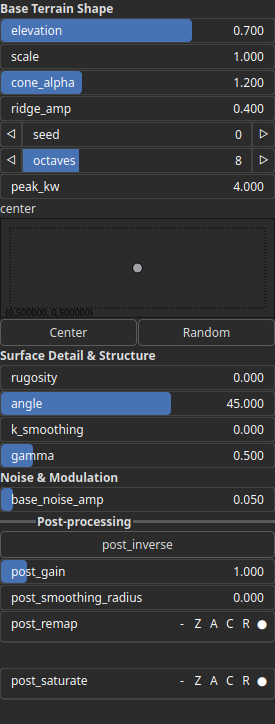 Base Terrain Shape
elevation 0.700
scale 1.000
cone_alpha 1.200
ridge_amp 0.400
seed 0
octaves 8
peak_kw 4.000
center
(0.500000, 0.500000)
Center Random
Surface Detail & Structure
rugosity 0.000
angle 45.000
k_smoothing 0.000
gamma 0.500
Noise & Modulation
base_noise_amp 0.050
Post-processing
post_inverse
post_gain 1.000
post_smoothing_radius 0.000
post_remap - Z A C R
post_saturate - Z A C R